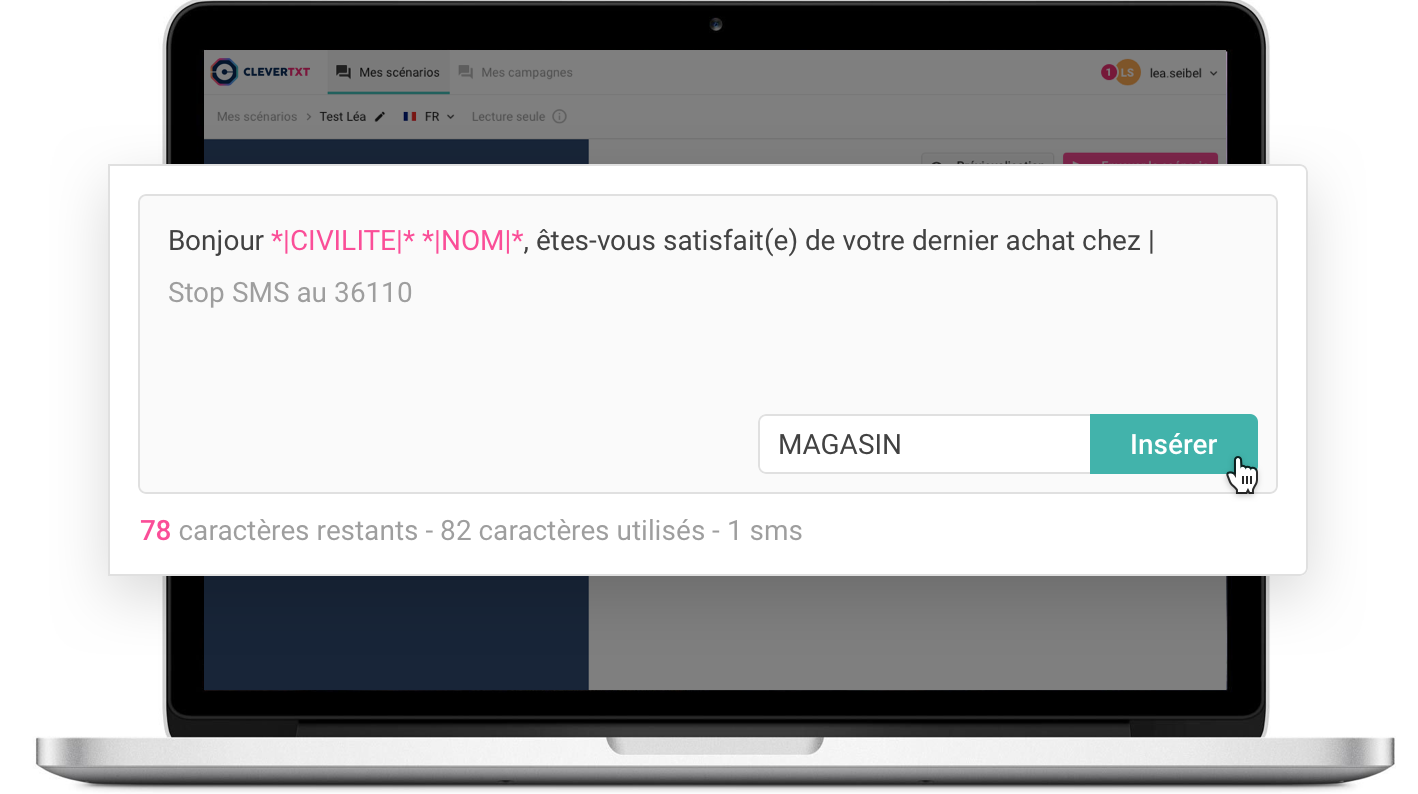 CLEVERTXT Mes scénarios Mes campagnes 1 LS lea.seibel
Mes scénarios > Test Léa FR Lecture seule
Bonjour *|CIVILITE|* *|NOM|*, êtes-vous satisfait(e) de votre dernier achat chez |
Stop SMS au 36110
MAGASIN Insérer
78 caractères restants - 82 caractères utilisés - 1 sms